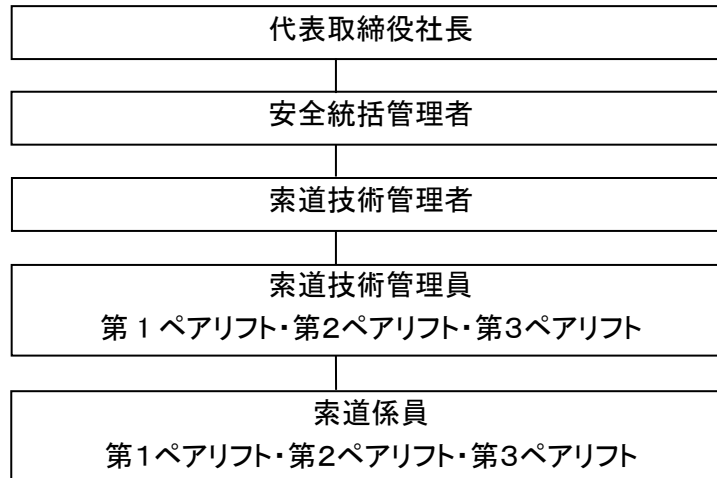 代表取締役社長
安全統括管理者
索道技術管理者
索道技術管理員
第１ペアリフト・第２ペアリフト・第３ペアリフト
索道係員
第１ペアリフト・第２ペアリフト・第３ペアリフト